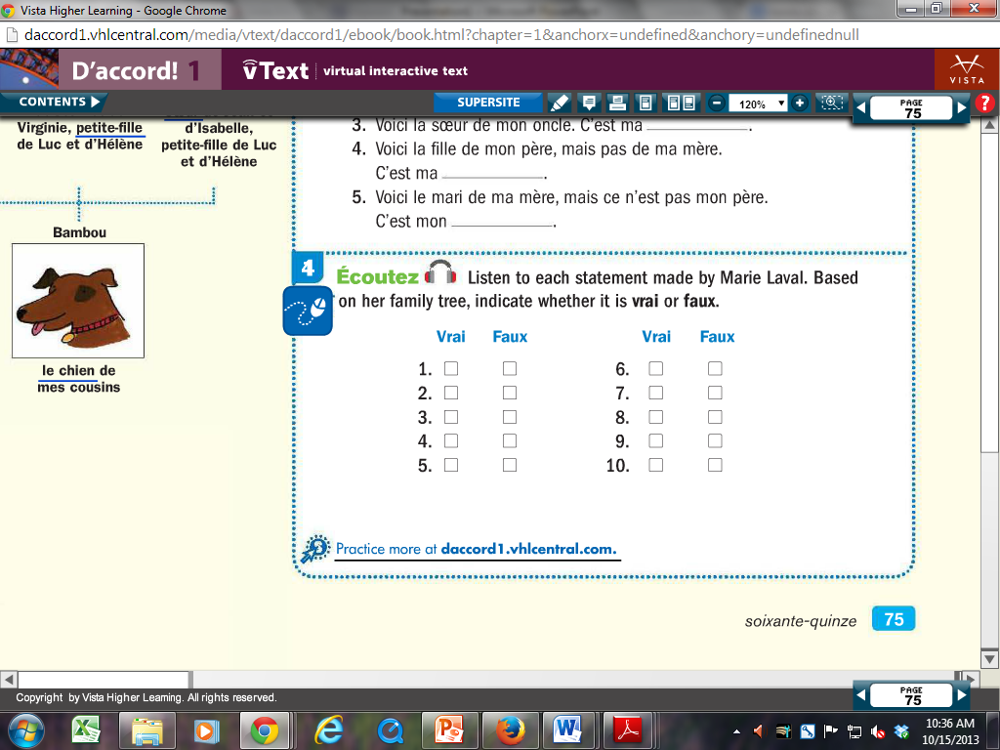 Vista Higher Learning - Google Chrome
daccord1.vhlcentral.com/media/vtext/daccord1/ebook/book.html?chapter=1&anchorx=undefined&anchory=undefinednull
D'accord! 1
vText | virtual interactive text
VISTA
CONTENTS
SUPERSITE
120%
PAGE
75
?
Virginie, petite-fille
de Luc et d'Hélène
d'Isabelle,
petite-fille de Luc
et d'Hélène
Bambou
le chien de
mes cousins
3. Voici la sœur de mon oncle. C'est ma ___________.
4. Voici la fille de mon père, mais pas de ma mère.
C'est ma ___________.
5. Voici le mari de ma mère, mais ce n'est pas mon père.
C'est mon ___________.
4
Écoutez Listen to each statement made by Marie Laval. Based
on her family tree, indicate whether it is vrai or faux.
Vrai Faux Vrai Faux
1. 6.
2. 7.
3. 8.
4. 9.
5. 10.
Practice more at daccord1.vhlcentral.com.
soixante-quinze 75
Copyright by Vista Higher Learning. All rights reserved.
PAGE
75
10:36 AM
10/15/2013